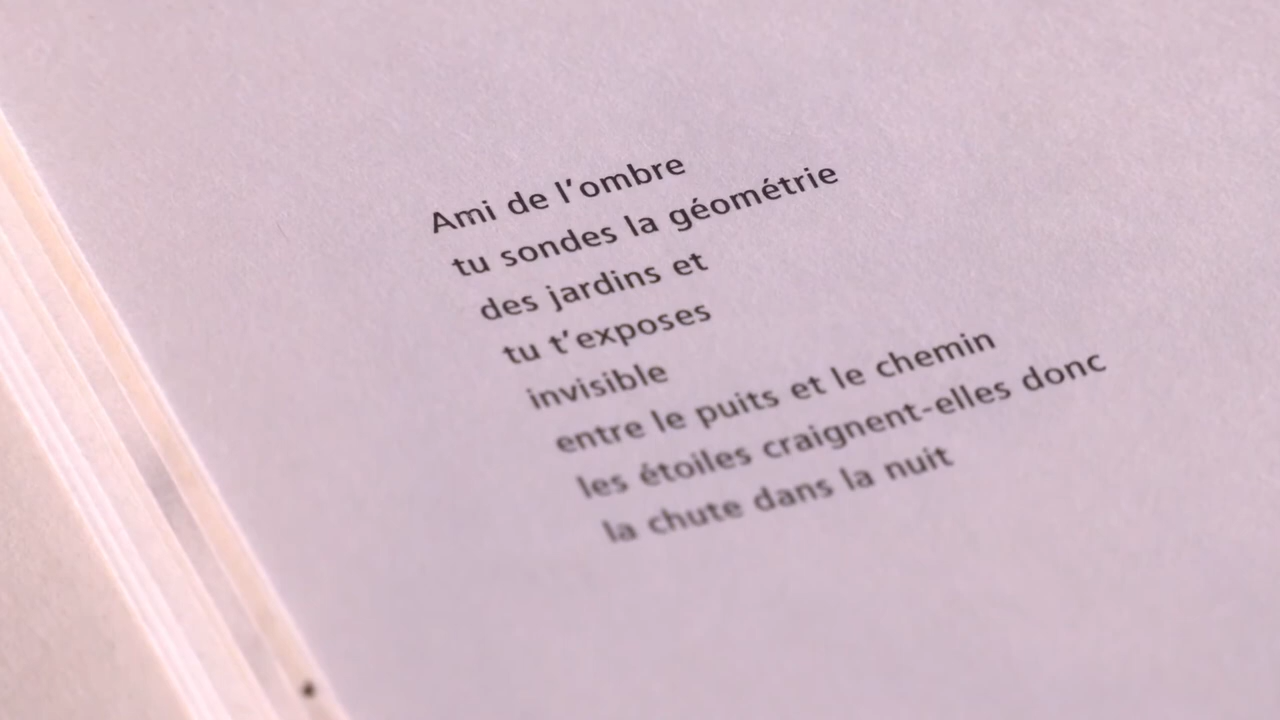 Ami de l’ombre
tu sondes la géométrie
des jardins et
tu t’exposes
invisible
entre le puits et le chemin
les étoiles craignent-elles donc
la chute dans la nuit